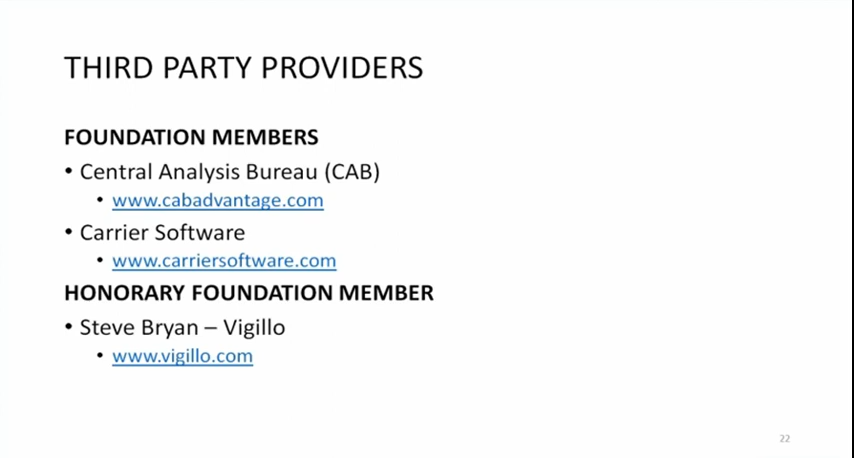 THIRD PARTY PROVIDERS
FOUNDATION MEMBERS
• Central Analysis Bureau (CAB)
• www.cabadvantage.com
• Carrier Software
• www.carriersoftware.com
HONORARY FOUNDATION MEMBER
• Steve Bryan – Vigillo
• www.vigillo.com
22